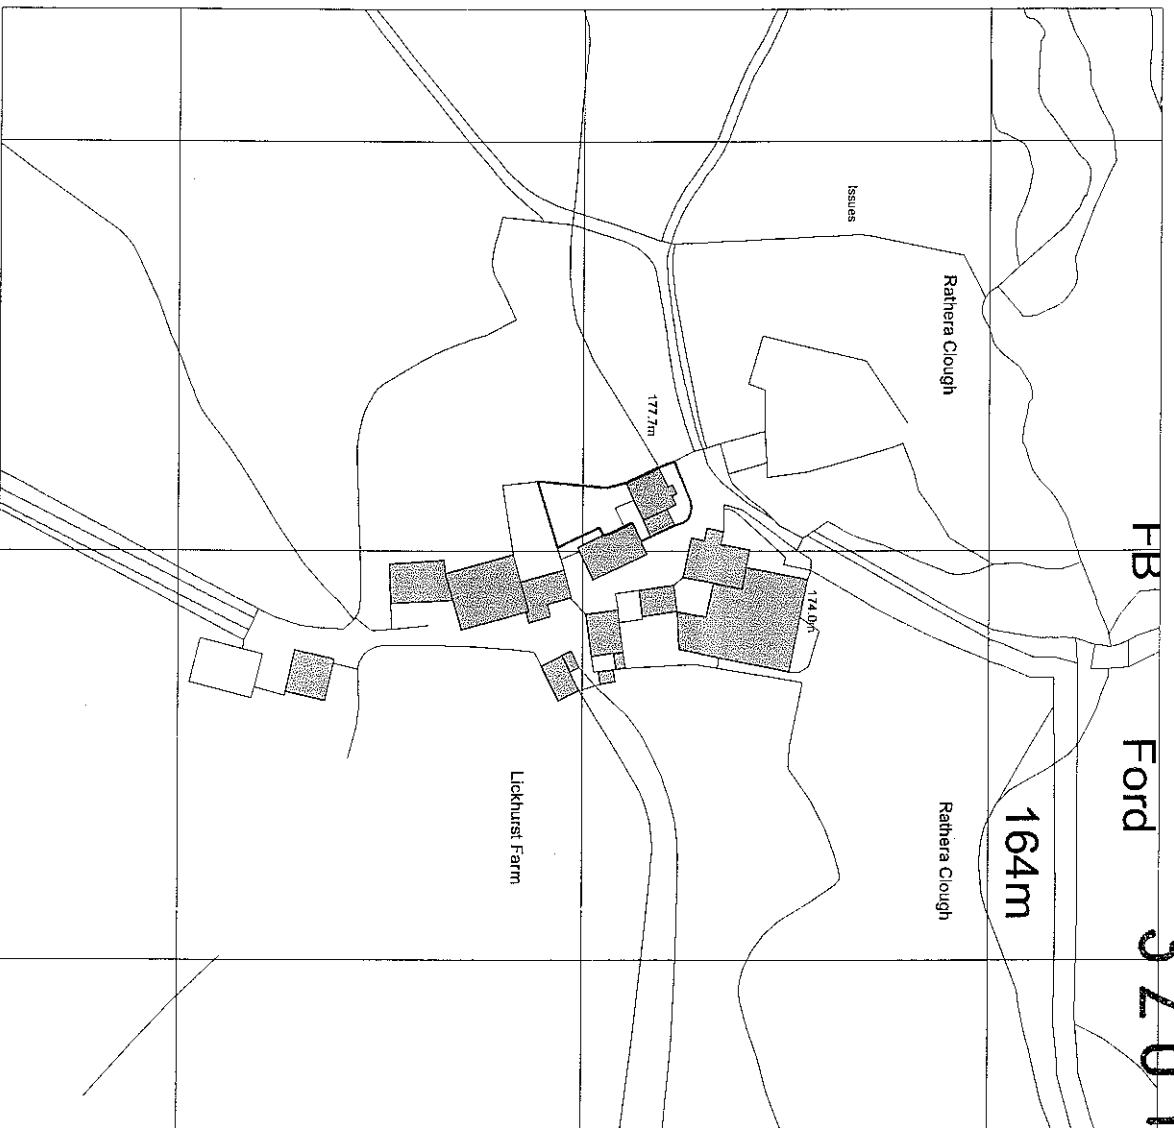 FB
Ford
164m
Rathera Clough
Rathera Clough
Issues
174.0m
177.7m
Lickhurst Farm